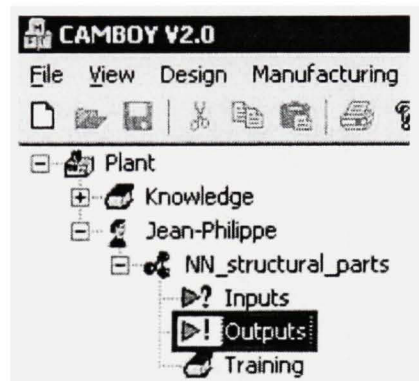 CAMBOY V2.0
File View Design Manufacturing
Plant
Knowledge
Jean-Philippe
NN_structural_parts
? Inputs
! Outputs
Training